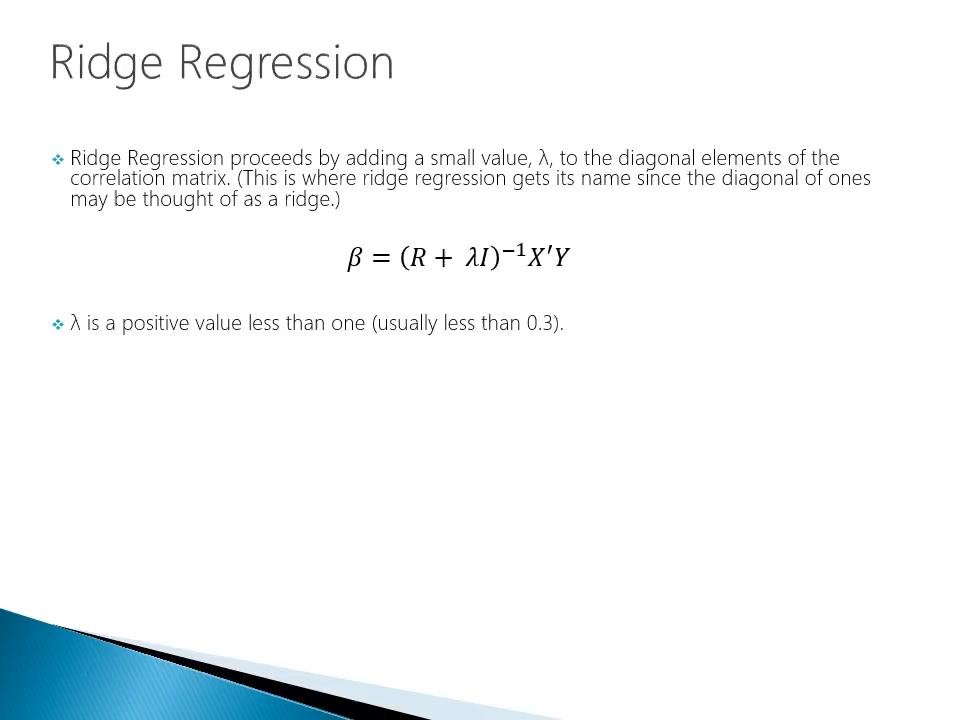 Ridge Regression
❖ Ridge Regression proceeds by adding a small value, λ, to the diagonal elements of the
correlation matrix. (This is where ridge regression gets its name since the diagonal of ones
may be thought of as a ridge.)
𝛽 = (𝑅 + 𝜆𝐼)⁻¹𝑋′𝑌
❖ λ is a positive value less than one (usually less than 0.3).